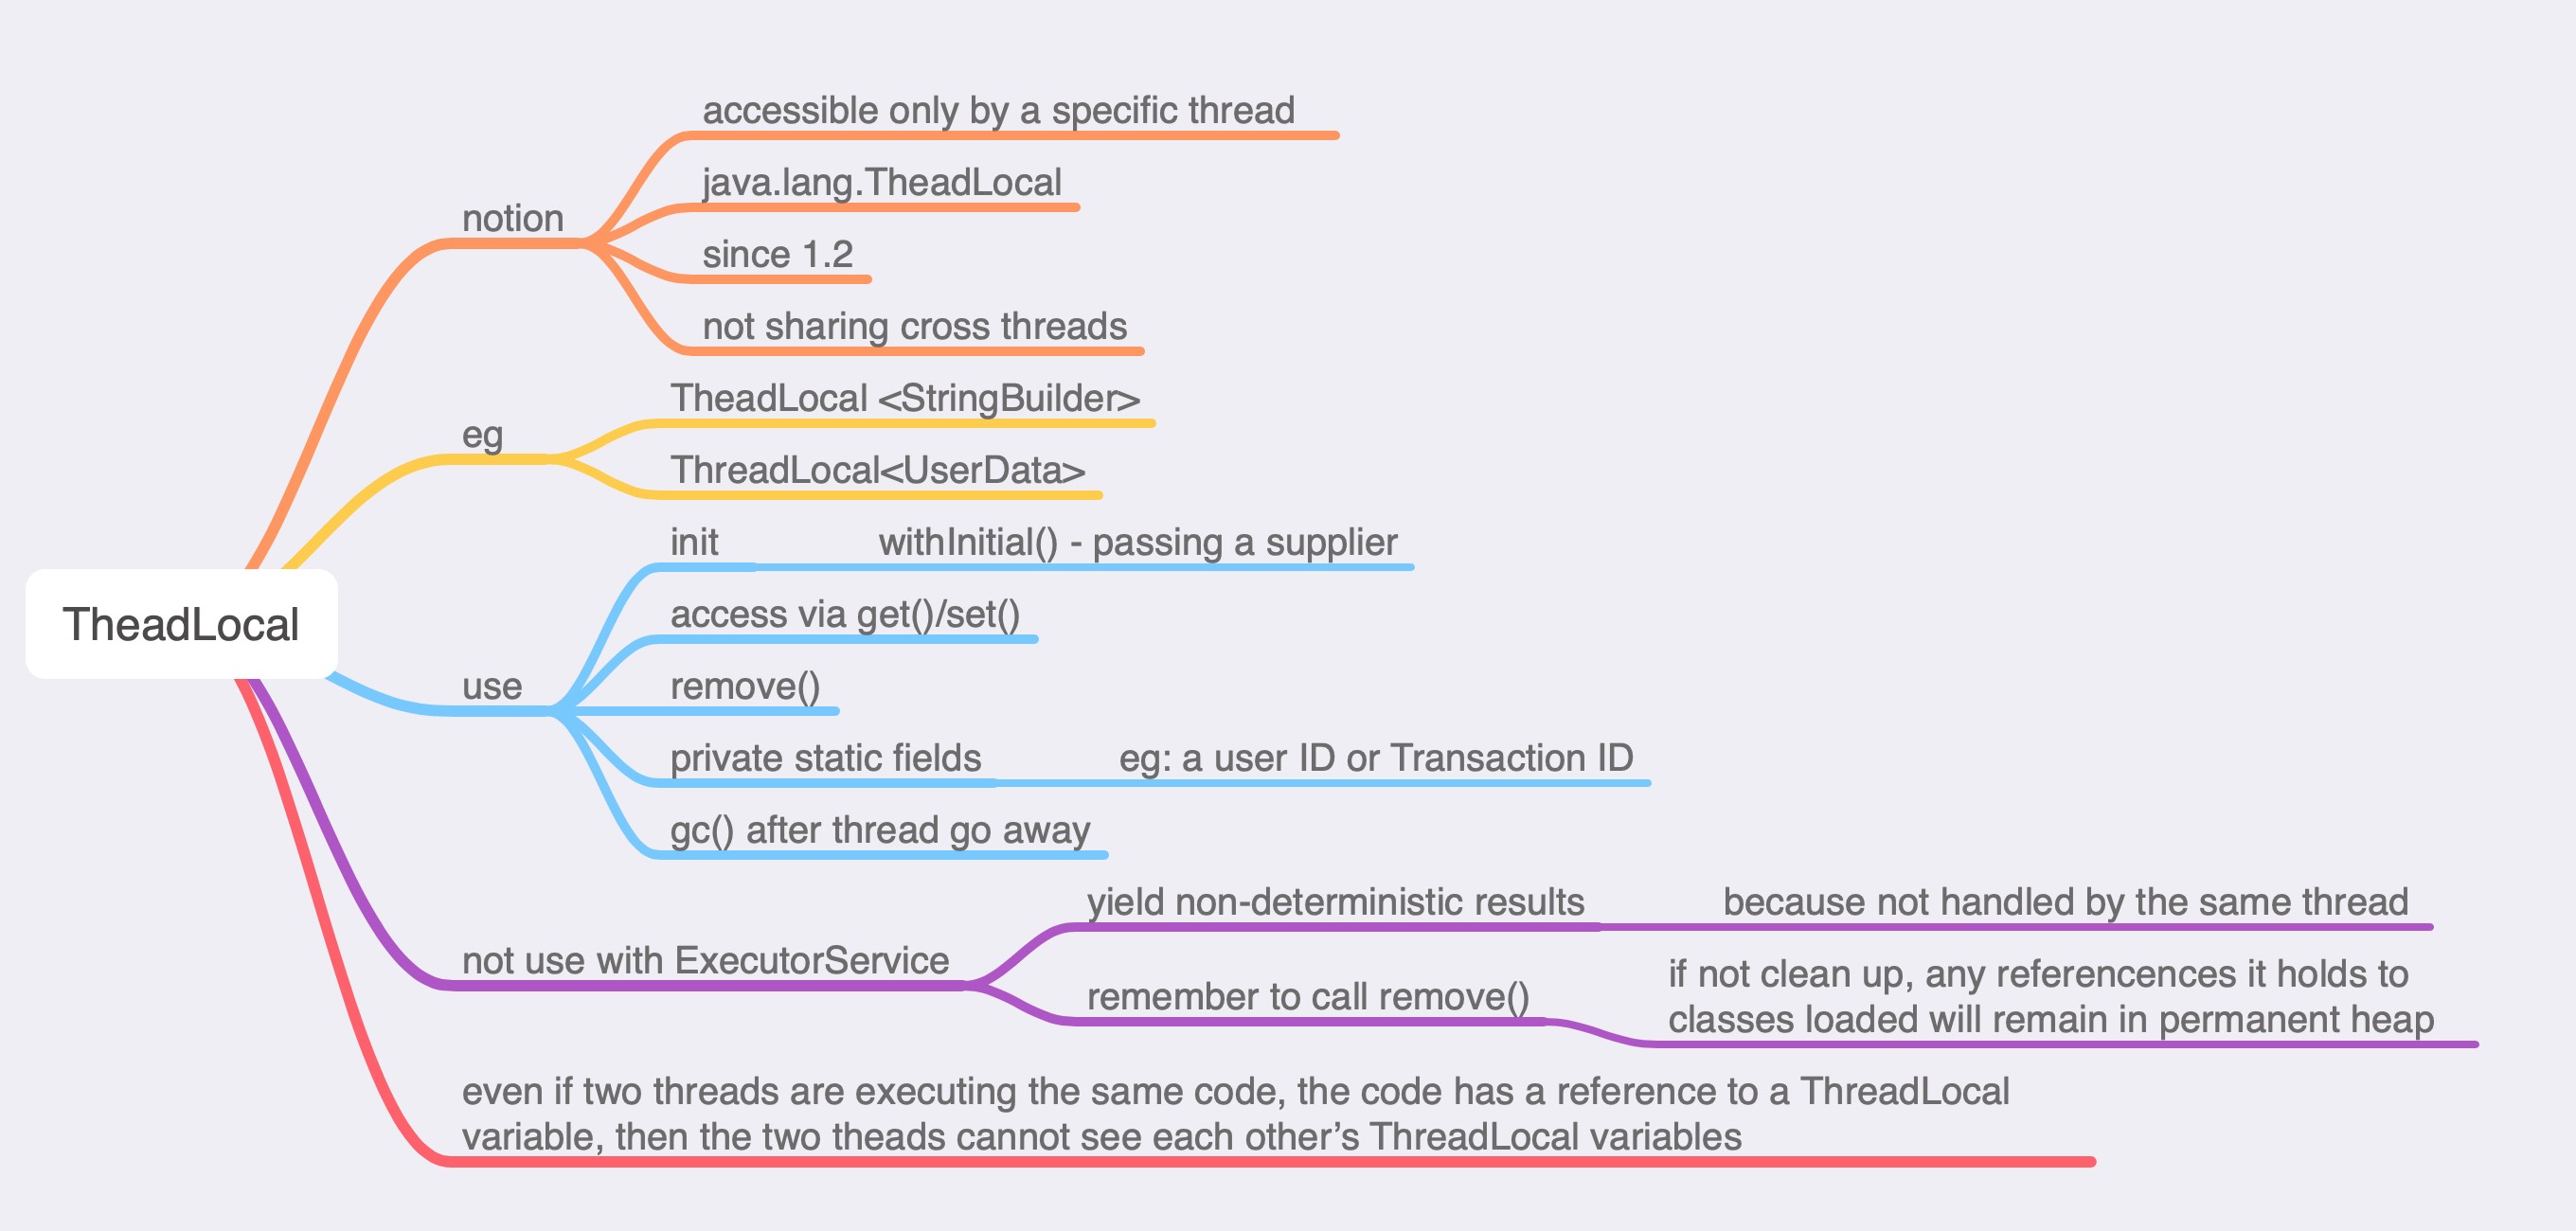 accessible only by a specific thread
java.lang.TheadLocal
notion
since 1.2
not sharing cross threads
TheadLocal <StringBuilder>
eg
ThreadLocal<UserData>
init
withInitial() - passing a supplier
TheadLocal
access via get()/set()
use
remove()
private static fields
eg: a user ID or Transaction ID
gc() after thread go away
not use with ExecutorService
yield non-deterministic results
because not handled by the same thread
remember to call remove()
if not clean up, any referencences it holds to
classes loaded will remain in permanent heap
even if two threads are executing the same code, the code has a reference to a ThreadLocal
variable, then the two theads cannot see each other’s ThreadLocal variables